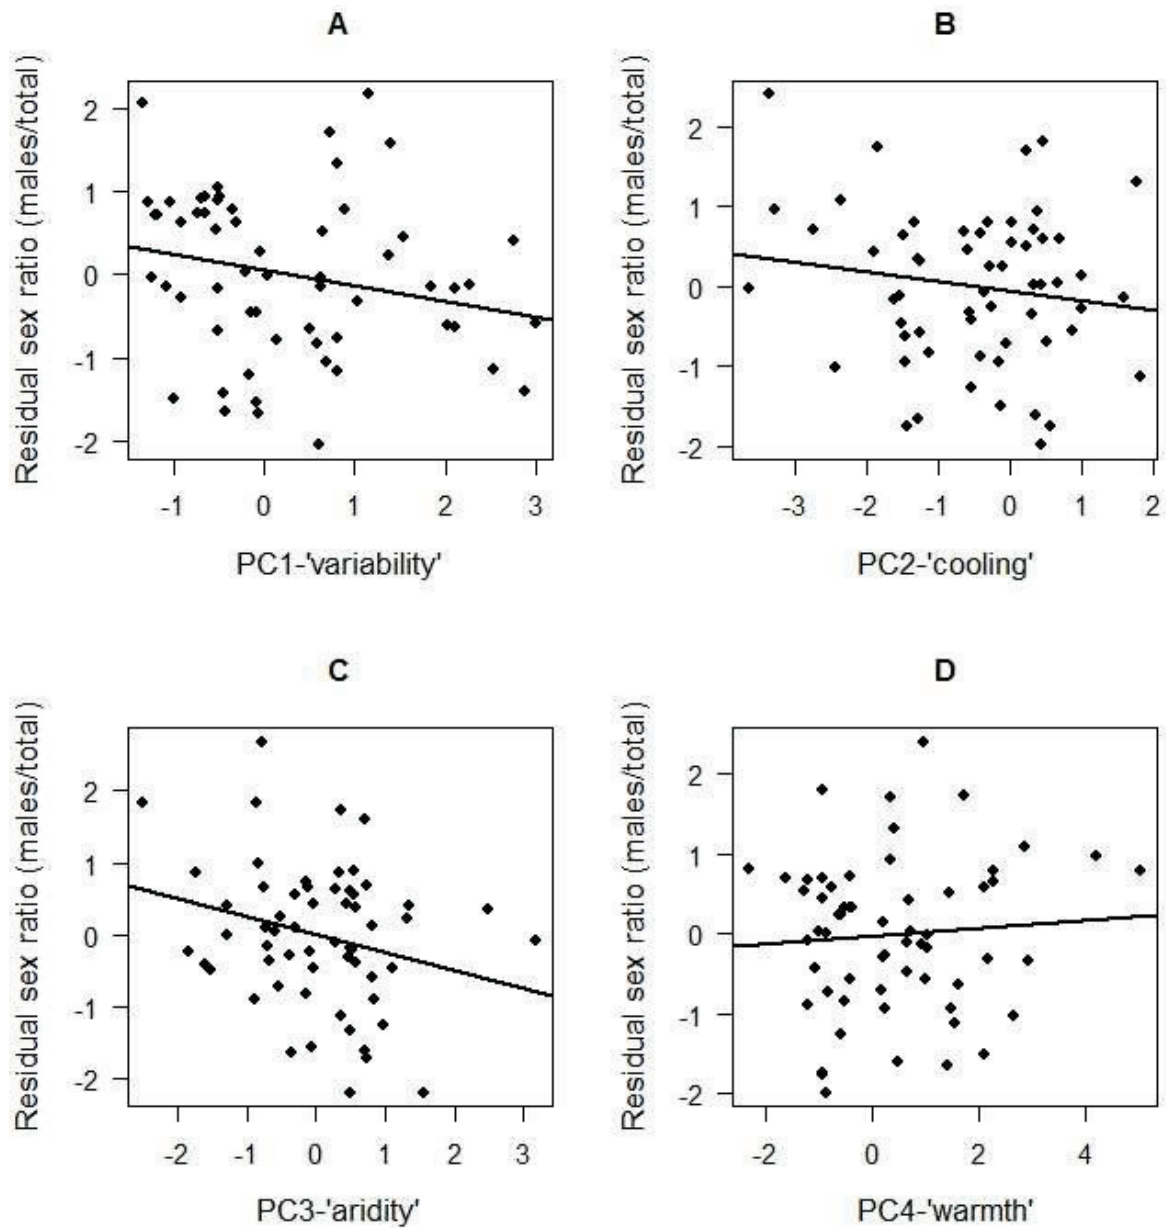 A
B
Residual sex ratio (males/total)
2
1
0
-1
-2
-1 0 1 2 3
PC1-'variability'
Residual sex ratio (males/total)
2
1
0
-1
-2
-3 -2 -1 0 1 2
PC2-'cooling'
C
D
Residual sex ratio (males/total)
2
1
0
-1
-2
-2 -1 0 1 2 3
PC3-'aridity'
Residual sex ratio (males/total)
2
1
0
-1
-2
-2 0 2 4
PC4-'warmth'